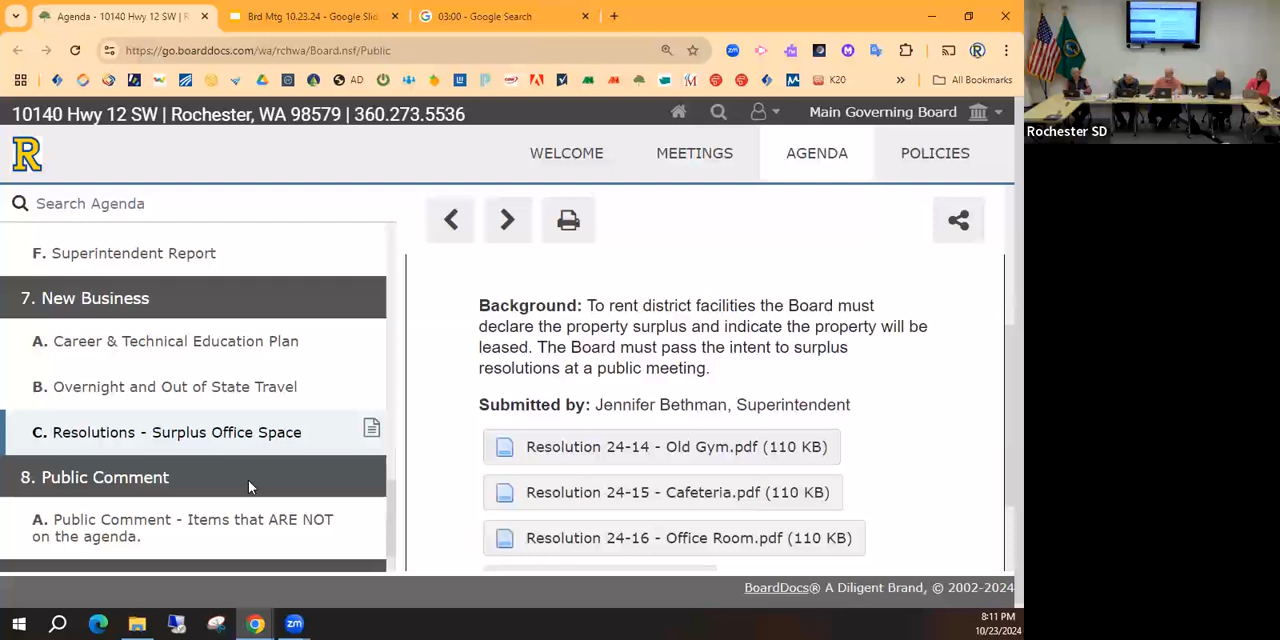 Agenda - 10140 Hwy 12 SW | R
Brd Mtg 10.23.24 - Google Slid
03:00 - Google Search
https://go.boarddocs.com/wa/rchwa/Board.nsf/Public
AD
K20
All Bookmarks
10140 Hwy 12 SW | Rochester, WA 98579 | 360.273.5536
Main Governing Board
R
WELCOME
MEETINGS
AGENDA
POLICIES
Search Agenda
F. Superintendent Report
7. New Business
A. Career & Technical Education Plan
B. Overnight and Out of State Travel
C. Resolutions - Surplus Office Space
8. Public Comment
A. Public Comment - Items that ARE NOT
on the agenda.
Background: To rent district facilities the Board must
declare the property surplus and indicate the property will be
leased. The Board must pass the intent to surplus
resolutions at a public meeting.
Submitted by: Jennifer Bethman, Superintendent
Resolution 24-14 - Old Gym.pdf (110 KB)
Resolution 24-15 - Cafeteria.pdf (110 KB)
Resolution 24-16 - Office Room.pdf (110 KB)
BoardDocs® A Diligent Brand, © 2002-2024
zm
8:11 PM
10/23/2024
Rochester SD